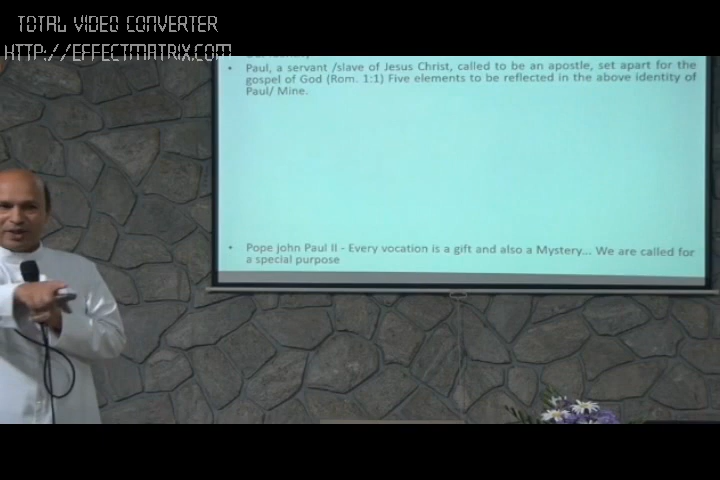 TOTAL VIDEO CONVERTER
HTTP://EFFECTMATRIX.COM
• Paul, a servant /slave of Jesus Christ, called to be an apostle, set apart for the
gospel of God (Rom. 1:1) Five elements to be reflected in the above identity of
Paul/ Mine.
• Pope john Paul II - Every vocation is a gift and also a Mystery... We are called for
a special purpose